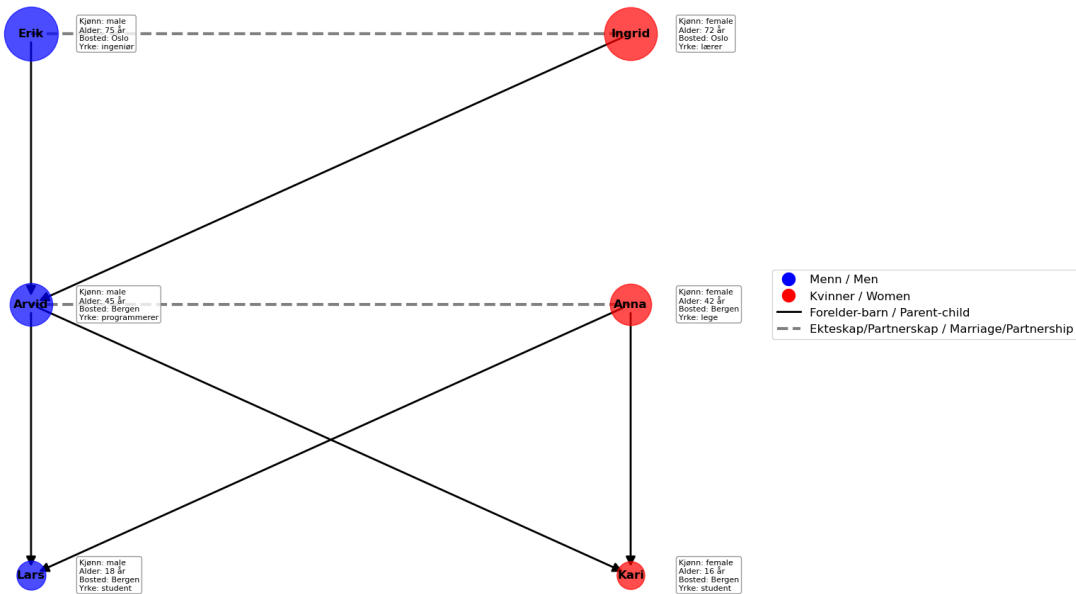 Erik
Kjønn: male
Alder: 75 år
Bosted: Oslo
Yrke: ingeniør
Ingrid
Kjønn: female
Alder: 72 år
Bosted: Oslo
Yrke: lærer
Arvid
Kjønn: male
Alder: 45 år
Bosted: Bergen
Yrke: programmerer
Anna
Kjønn: female
Alder: 42 år
Bosted: Bergen
Yrke: lege
Menn / Men
Kvinner / Women
Forelder-barn / Parent-child
Ekteskap/Partnerskap / Marriage/Partnership
Lars
Kjønn: male
Alder: 18 år
Bosted: Bergen
Yrke: student
Kari
Kjønn: female
Alder: 16 år
Bosted: Bergen
Yrke: student